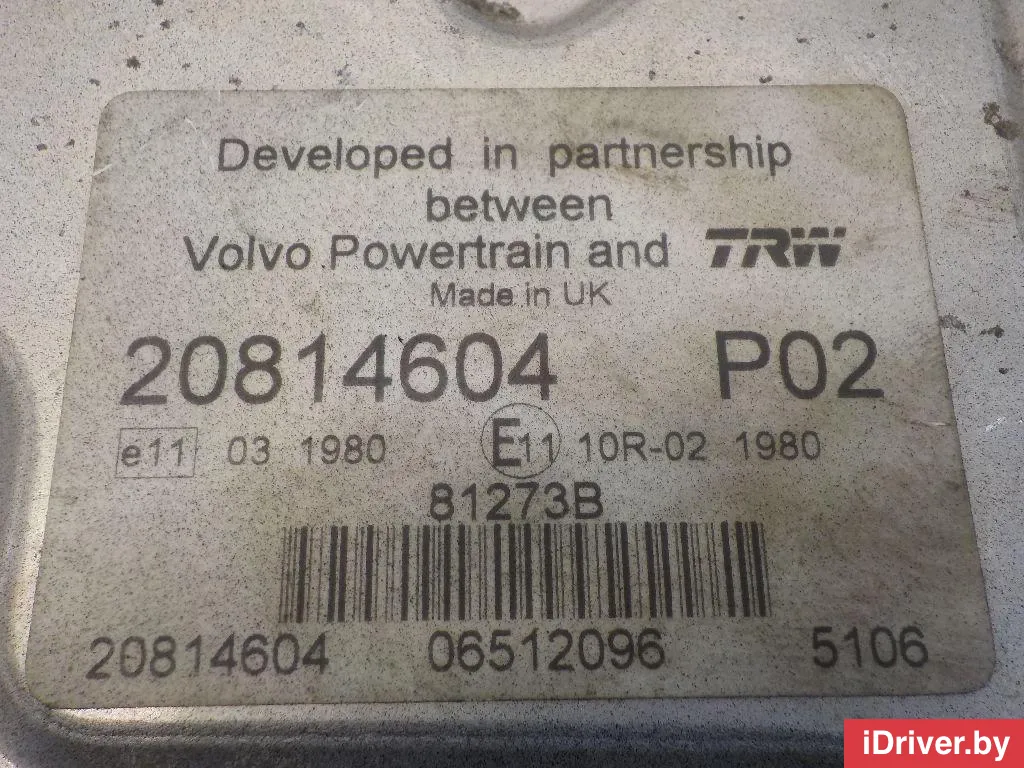 Developed in partnership
between
Volvo Powertrain and TRW
Made in UK
20814604 P02
e11 03 1980 E11 10R-02 1980
81273B
20814604 06512096 5106
iDriver.by